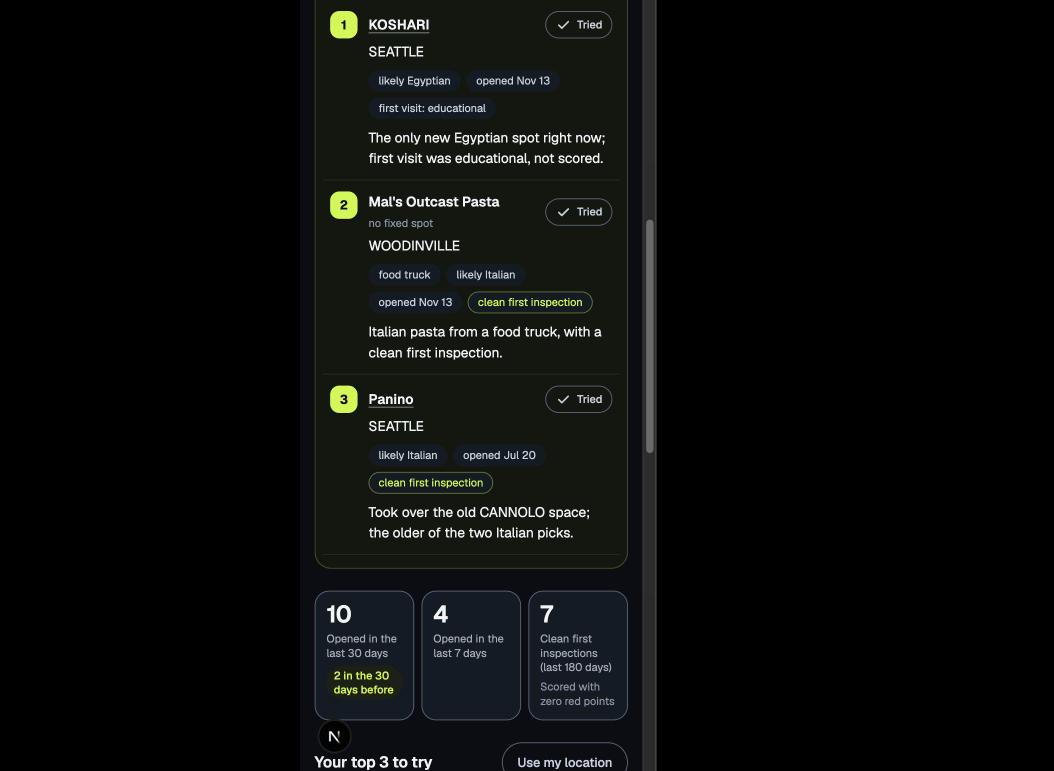 1 KOSHARI Tried
SEATTLE
likely Egyptian opened Nov 13
first visit: educational
The only new Egyptian spot right now;
first visit was educational, not scored.
2 Mal's Outcast Pasta Tried
no fixed spot
WOODINVILLE
food truck likely Italian
opened Nov 13 clean first inspection
Italian pasta from a food truck, with a
clean first inspection.
3 Panino Tried
SEATTLE
likely Italian opened Jul 20
clean first inspection
Took over the old CANNOLO space;
the older of the two Italian picks.
10
Opened in the
last 30 days
2 in the 30
days before
4
Opened in the
last 7 days
7
Clean first
inspections
(last 180 days)
Scored with
zero red points
N
Your top 3 to try Use my location